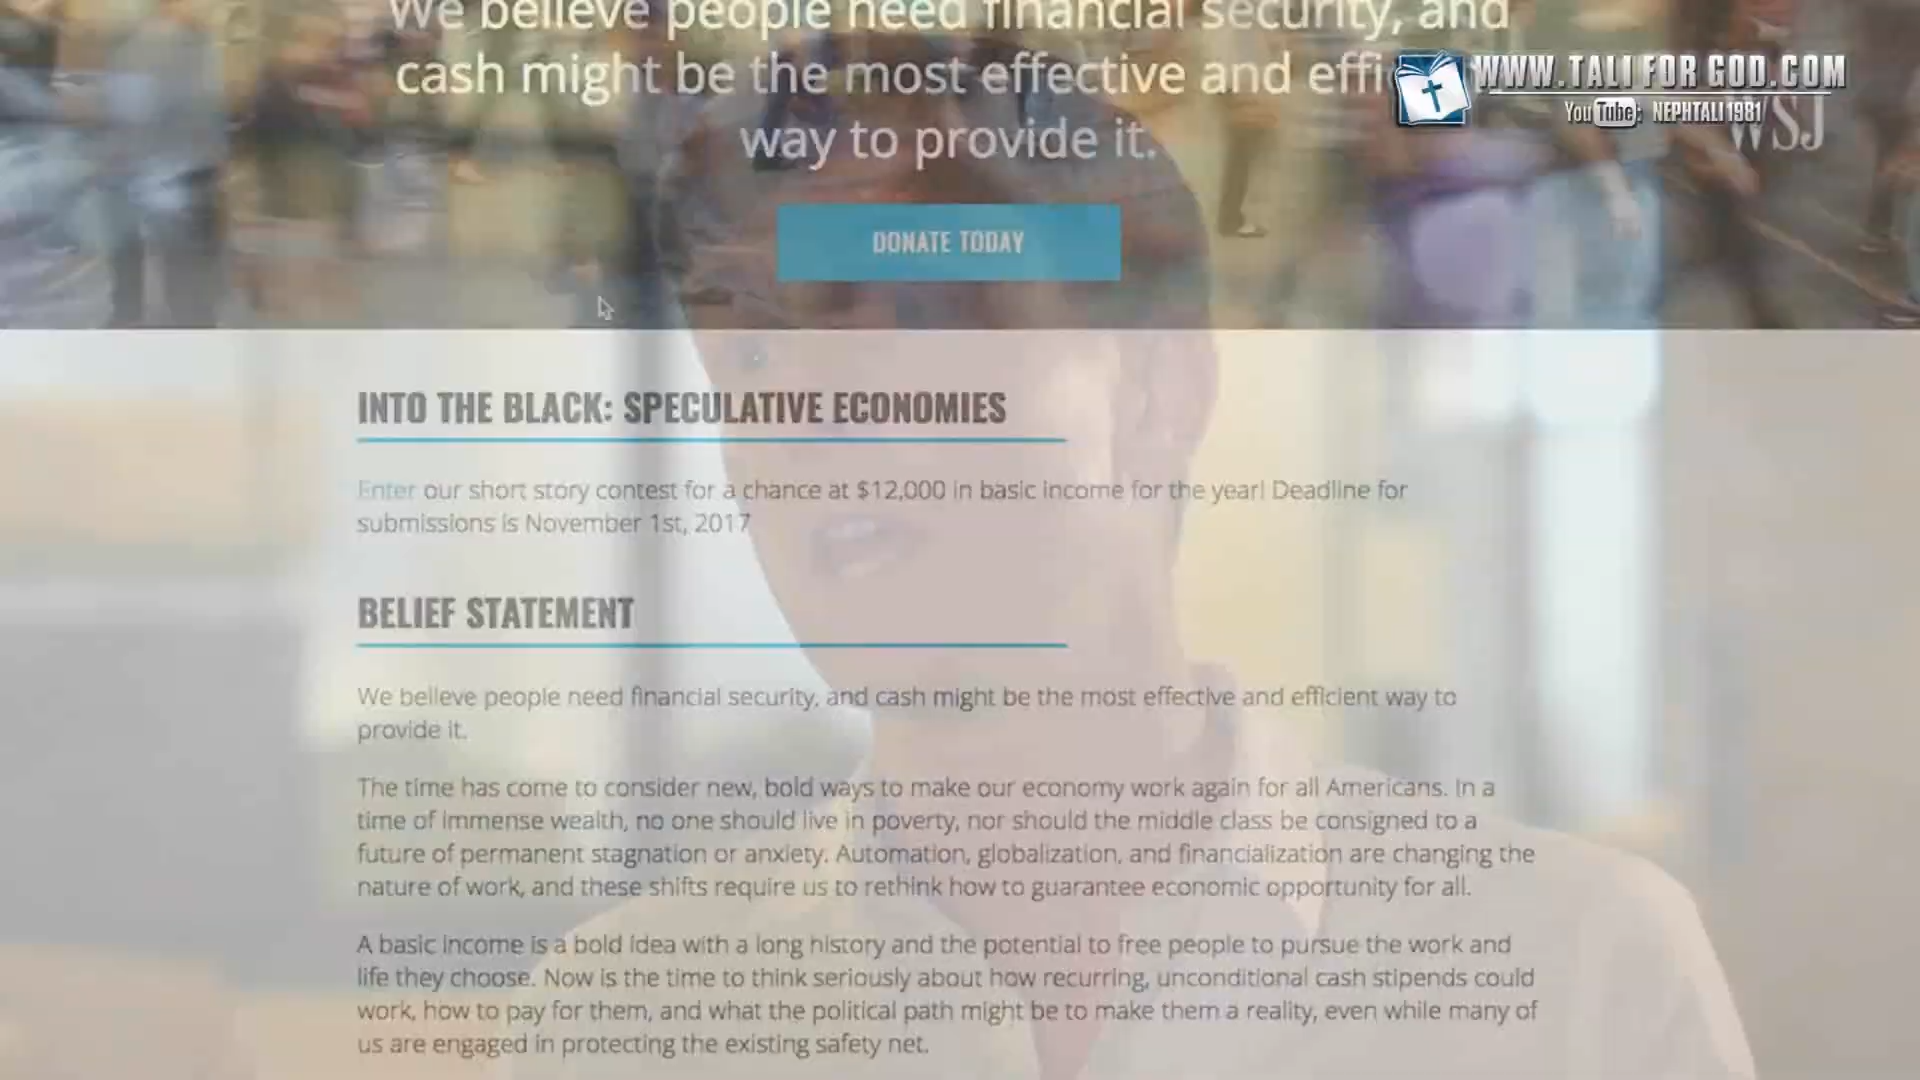 We believe people need financial security, and
cash might be the most effective and effi
way to provide it.
WWW.TALI FOR GOD.COM
YouTube: NEPHTALI1981
WSJ
DONATE TODAY
INTO THE BLACK: SPECULATIVE ECONOMIES
Enter our short story contest for a chance at $12,000 in basic income for the year! Deadline for
submissions is November 1st, 2017
BELIEF STATEMENT
We believe people need financial security, and cash might be the most effective and efficient way to
provide it.
The time has come to consider new, bold ways to make our economy work again for all Americans. In a
time of immense wealth, no one should live in poverty, nor should the middle class be consigned to a
future of permanent stagnation or anxiety. Automation, globalization, and financialization are changing the
nature of work, and these shifts require us to rethink how to guarantee economic opportunity for all.
A basic income is a bold idea with a long history and the potential to free people to pursue the work and
life they choose. Now is the time to think seriously about how recurring, unconditional cash stipends could
work, how to pay for them, and what the political path might be to make them a reality, even while many of
us are engaged in protecting the existing safety net.